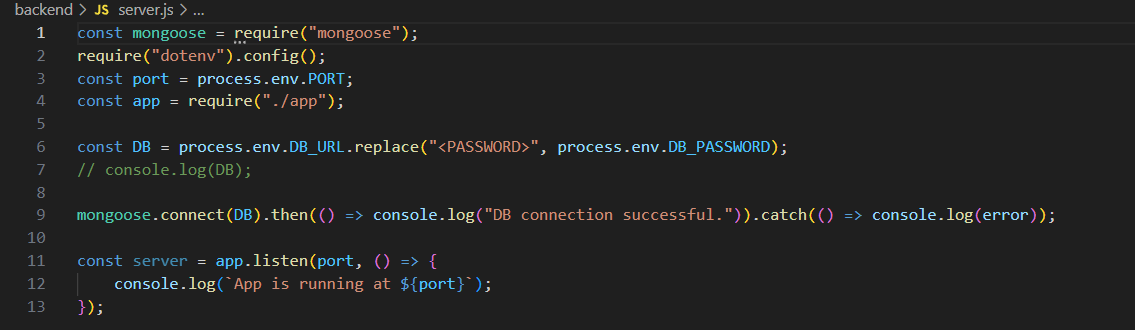 backend > JS server.js > ...
1 const mongoose = require("mongoose");
2 require("dotenv").config();
3 const port = process.env.PORT;
4 const app = require("./app");
5
6 const DB = process.env.DB_URL.replace("<PASSWORD>", process.env.DB_PASSWORD);
7 // console.log(DB);
8
9 mongoose.connect(DB).then(() => console.log("DB connection successful.")).catch(() => console.log(error));
10
11 const server = app.listen(port, () => {
12     console.log(`App is running at ${port}`);
13 });